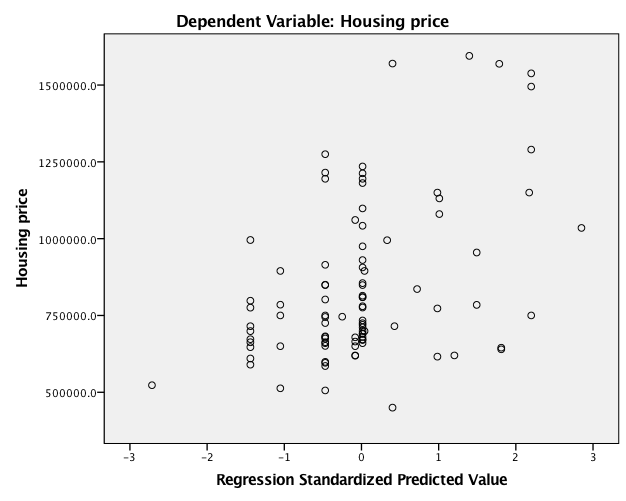 Dependent Variable: Housing price
1500000.0
1250000.0
1000000.0
750000.0
500000.0
Housing price
-3 -2 -1 0 1 2 3
Regression Standardized Predicted Value